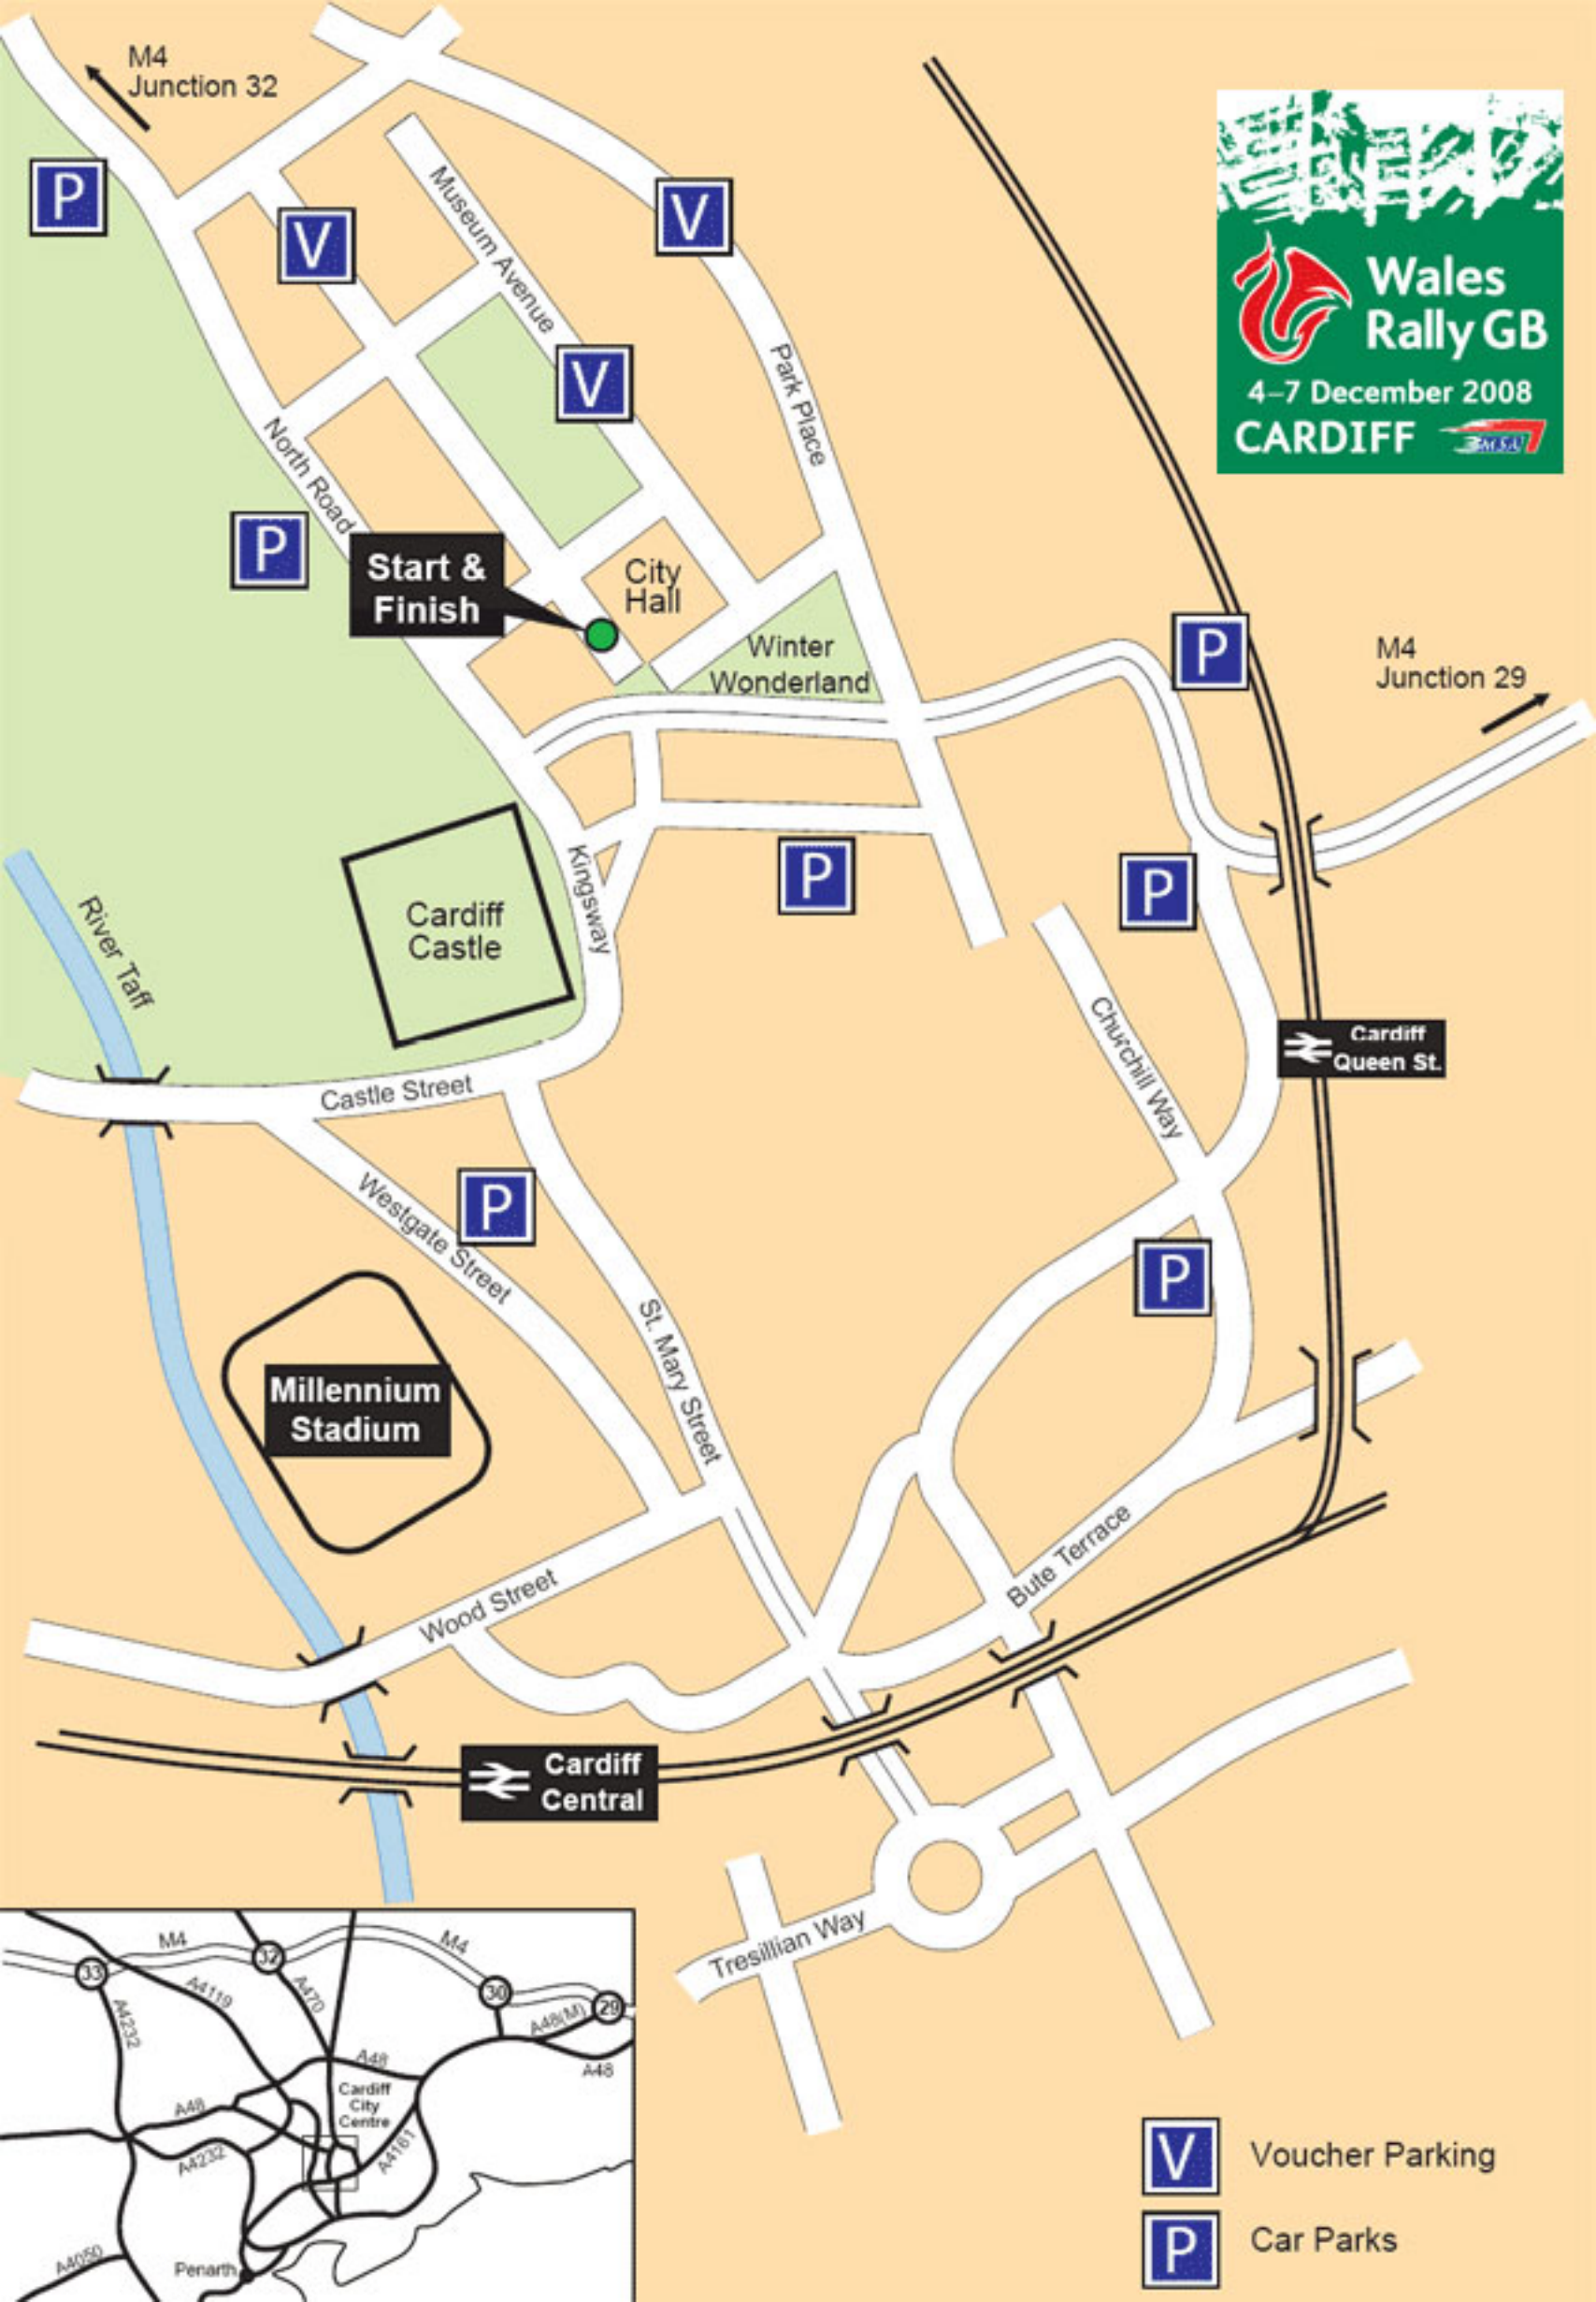 M4
Junction 32
P
V
V
Museum Avenue
V
Park Place
North Road
P
Start &
Finish
City
Hall
Winter
Wonderland
Wales
Rally GB
4–7 December 2008
CARDIFF
MSA
P
M4
Junction 29
P
P
Kingsway
Cardiff
Castle
River Taff
Churchill Way
Cardiff
Queen St.
Castle Street
P
Westgate Street
P
St. Mary Street
Millennium
Stadium
Bute Terrace
Wood Street
Cardiff
Central
Tresillian Way
M4
M4
33
32
30
29
A4119
A470
A4232
A48(M)
A48
A48
Cardiff
City
Centre
A48
A4232
A4161
A4050
Penarth
V Voucher Parking
P Car Parks